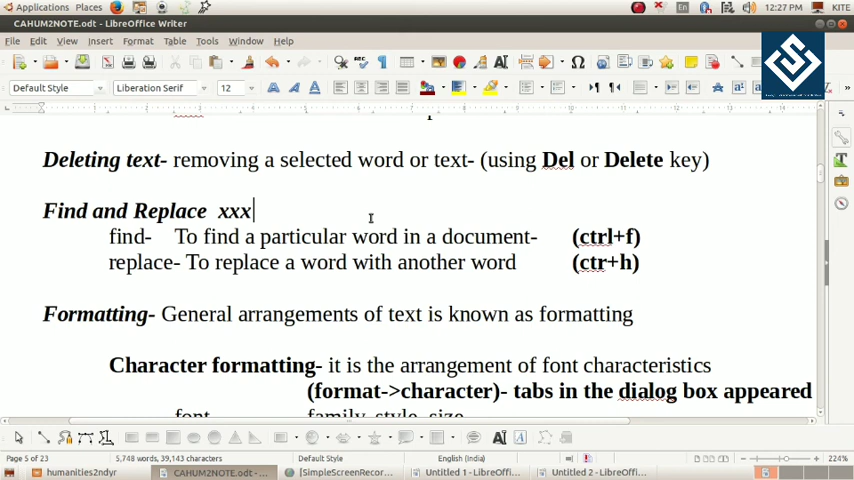 Applications Places En 12:27 PM KITE
CAHUM2NOTE.odt - LibreOffice Writer
File Edit View Insert Format Table Tools Window Help
Default Style Liberation Serif 12
Deleting text- removing a selected word or text- (using Del or Delete key)
Find and Replace xxx
find- To find a particular word in a document- (ctrl+f)
replace- To replace a word with another word (ctr+h)
Formatting- General arrangements of text is known as formatting
Character formatting- it is the arrangement of font characteristics
(format->character)- tabs in the dialog box appeared
font family, style, size
Page 5 of 23 5,748 words, 39,143 characters Default Style English (India) 224%
humanities2ndyr CAHUM2NOTE.odt -... [SimpleScreenRecor... Untitled 1 - LibreOffi... Untitled 2 - LibreOffi...